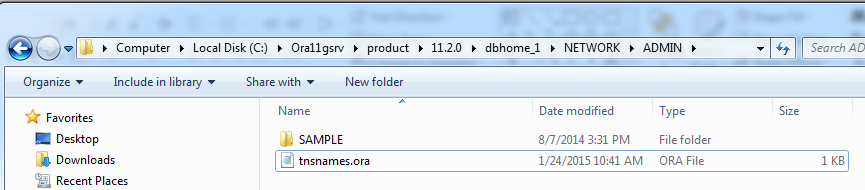 Computer Local Disk (C:) Ora11gsrv product 11.2.0 dbhome_1 NETWORK ADMIN Search AD
Organize Include in library Share with New folder
Favorites
Desktop
Downloads
Recent Places
Name Date modified Type Size
SAMPLE 8/7/2014 3:31 PM File folder
tnsnames.ora 1/24/2015 10:41 AM ORA File 1 KB